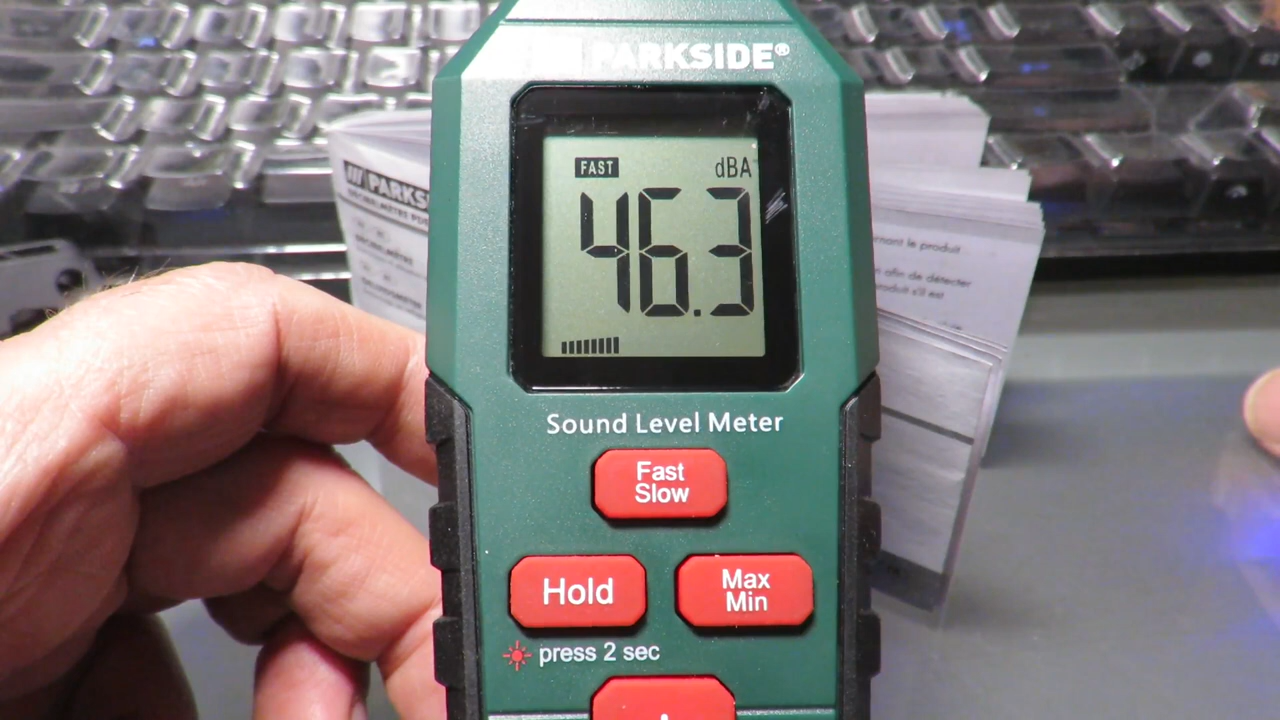 PARKSIDE®
FAST
dBA
46.3
Sound Level Meter
Fast
Slow
Hold
Max
Min
press 2 sec
/// PARKS
nant le produit
afin de détecter
produit s'il est